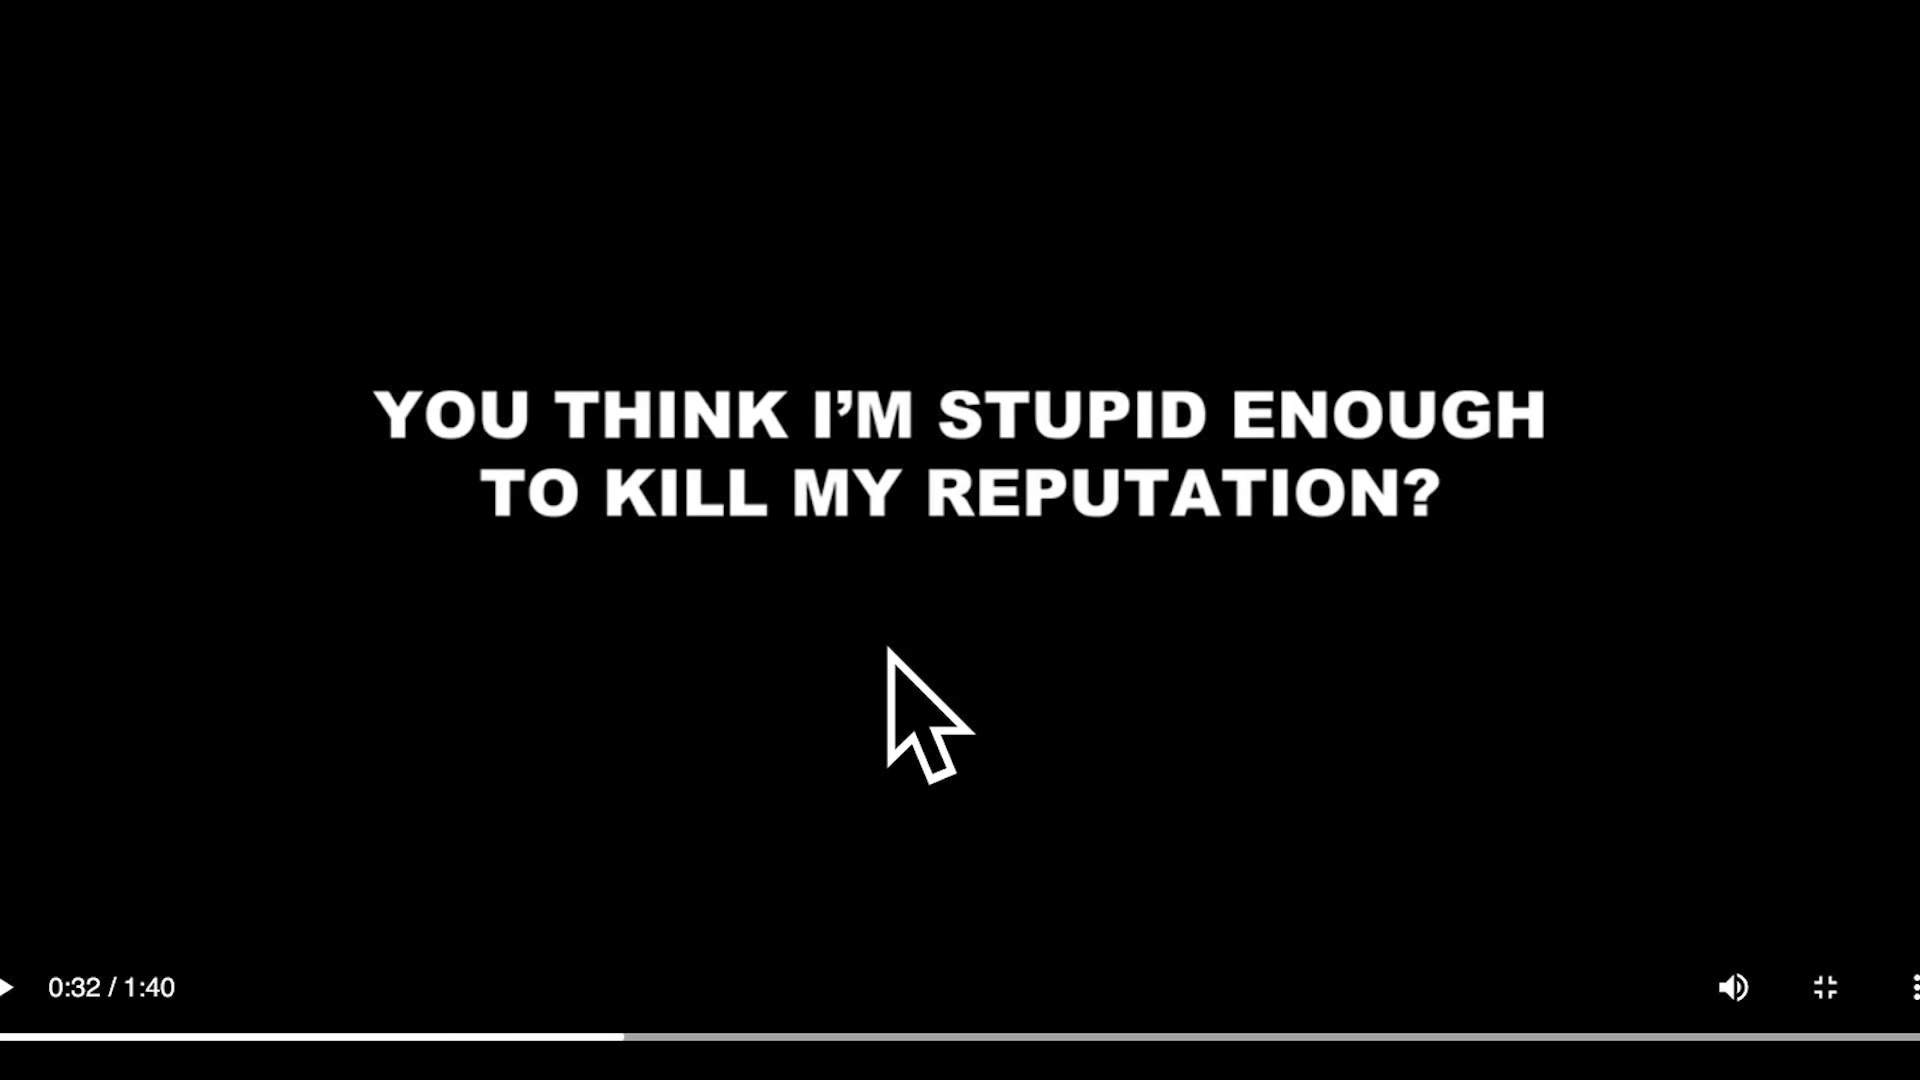 YOU THINK I’M STUPID ENOUGH
TO KILL MY REPUTATION?
0:32 / 1:40